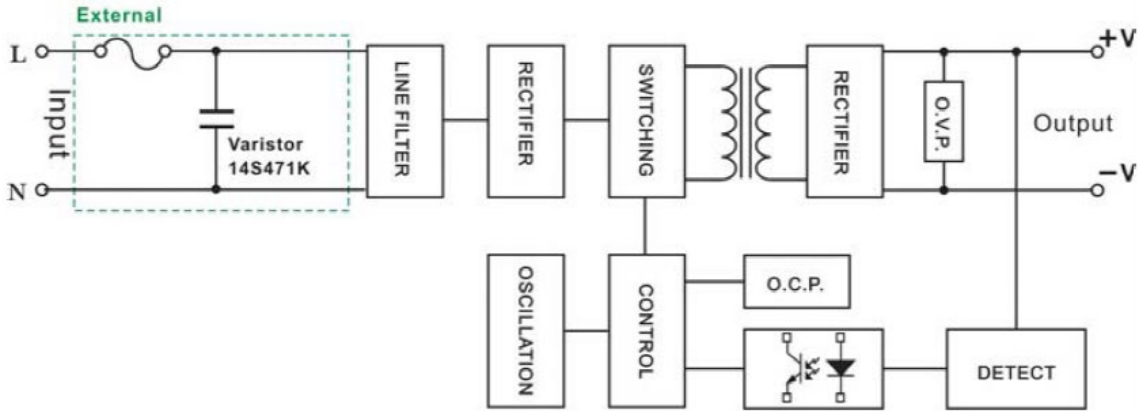 External
L
Input
N
Varistor
14S471K
LINE FILTER
RECTIFIER
SWITCHING
RECTIFIER
O.V.P.
+V
Output
-V
OSCILLATION
CONTROL
O.C.P.
DETECT